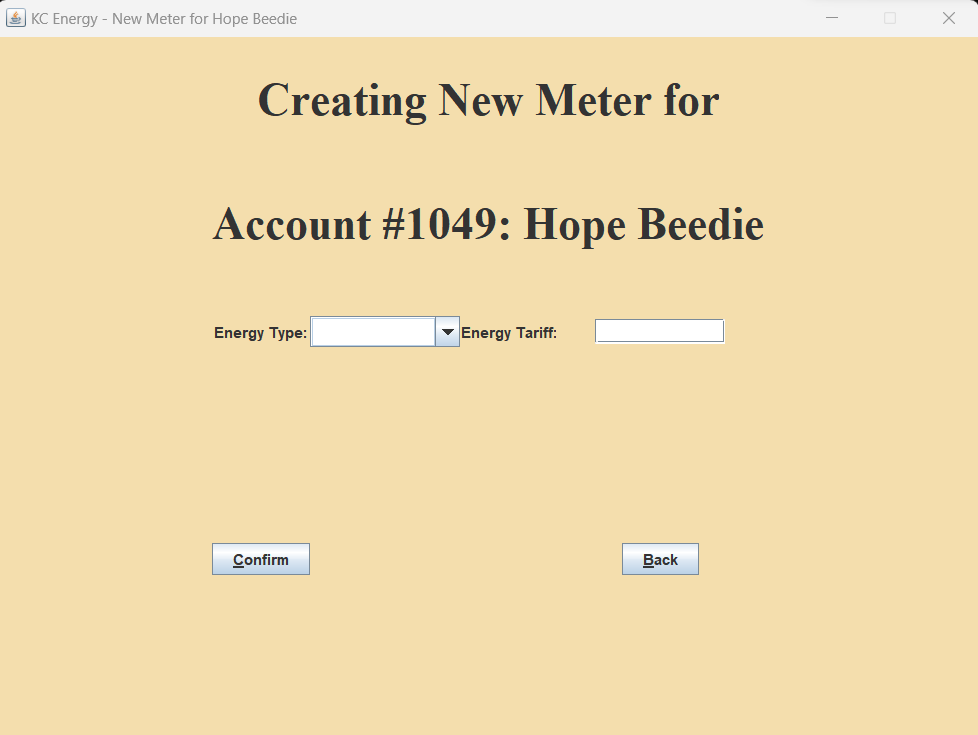 KC Energy - New Meter for Hope Beedie
Creating New Meter for
Account #1049: Hope Beedie
Energy Type: Energy Tariff:
Confirm Back